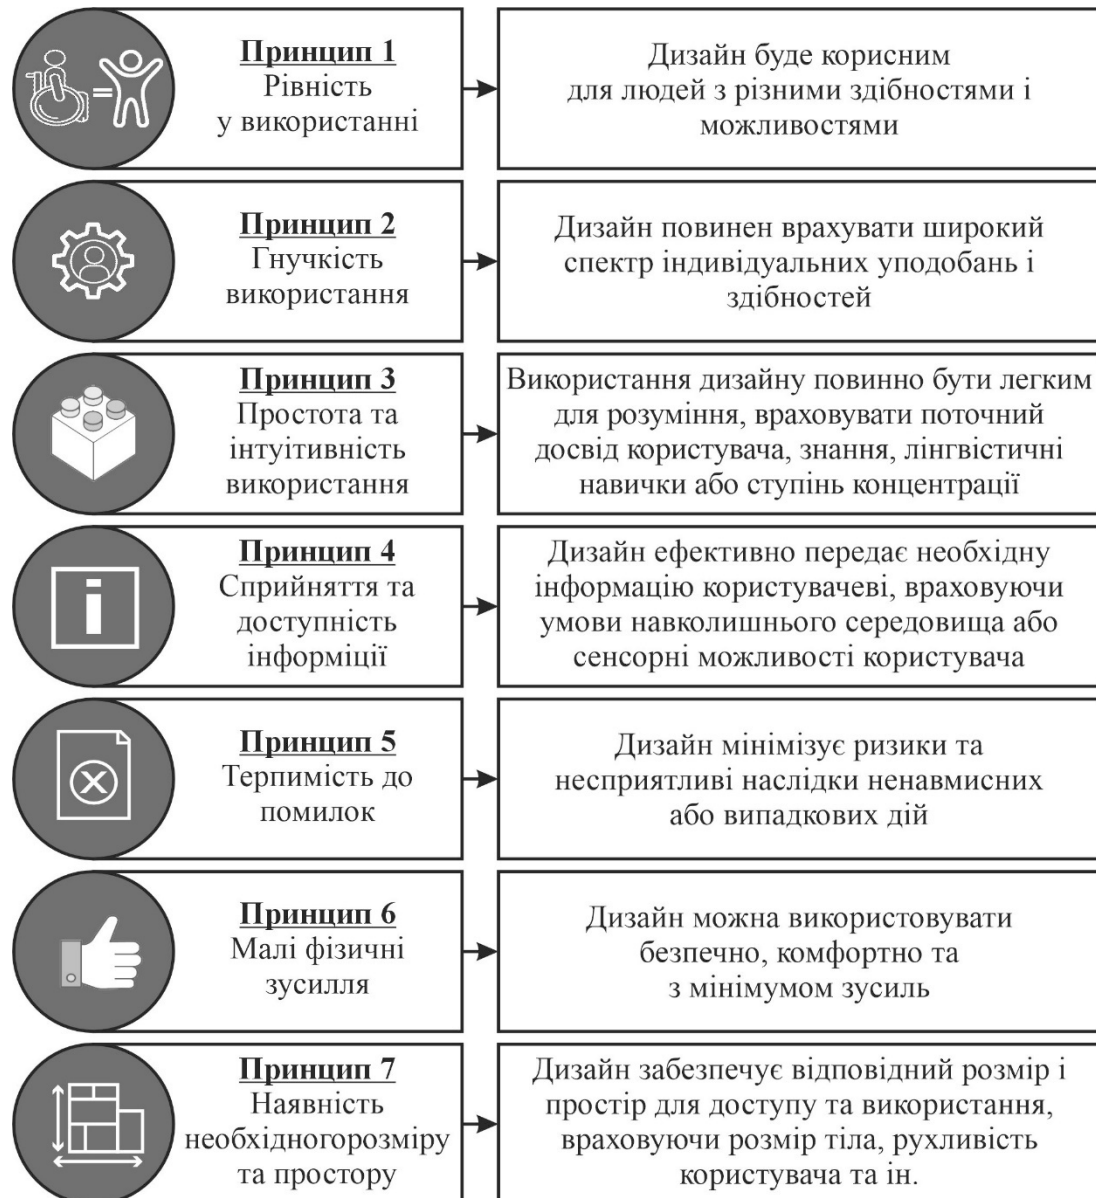 Принцип 1
Рівність
у використанні
Дизайн буде корисним
для людей з різними здібностями і
можливостями
Принцип 2
Гнучкість
використання
Дизайн повинен врахувати широкий
спектр індивідуальних уподобань і
здібностей
Принцип 3
Простота та
інтуітивність
використання
Використання дизайну повинно бути легким
для розуміння, враховувати поточний
досвід користувача, знання, лінгвістичні
навички або ступінь концентрації
Принцип 4
Сприйняття та
доступність
інформіції
Дизайн ефективно передає необхідну
інформацію користувачеві, враховуючи
умови навколишнього середовища або
сенсорні можливості користувача
Принцип 5
Терпимість до
помилок
Дизайн мінімізує ризики та
несприятливі наслідки ненавмисних
або випадкових дій
Принцип 6
Малі фізичні
зусилля
Дизайн можна використовувати
безпечно, комфортно та
з мінімумом зусиль
Принцип 7
Наявність
необхідногорозміру
та простору
Дизайн забезпечує відповідний розмір і
простір для доступу та використання,
враховуючи розмір тіла, рухливість
користувача та ін.